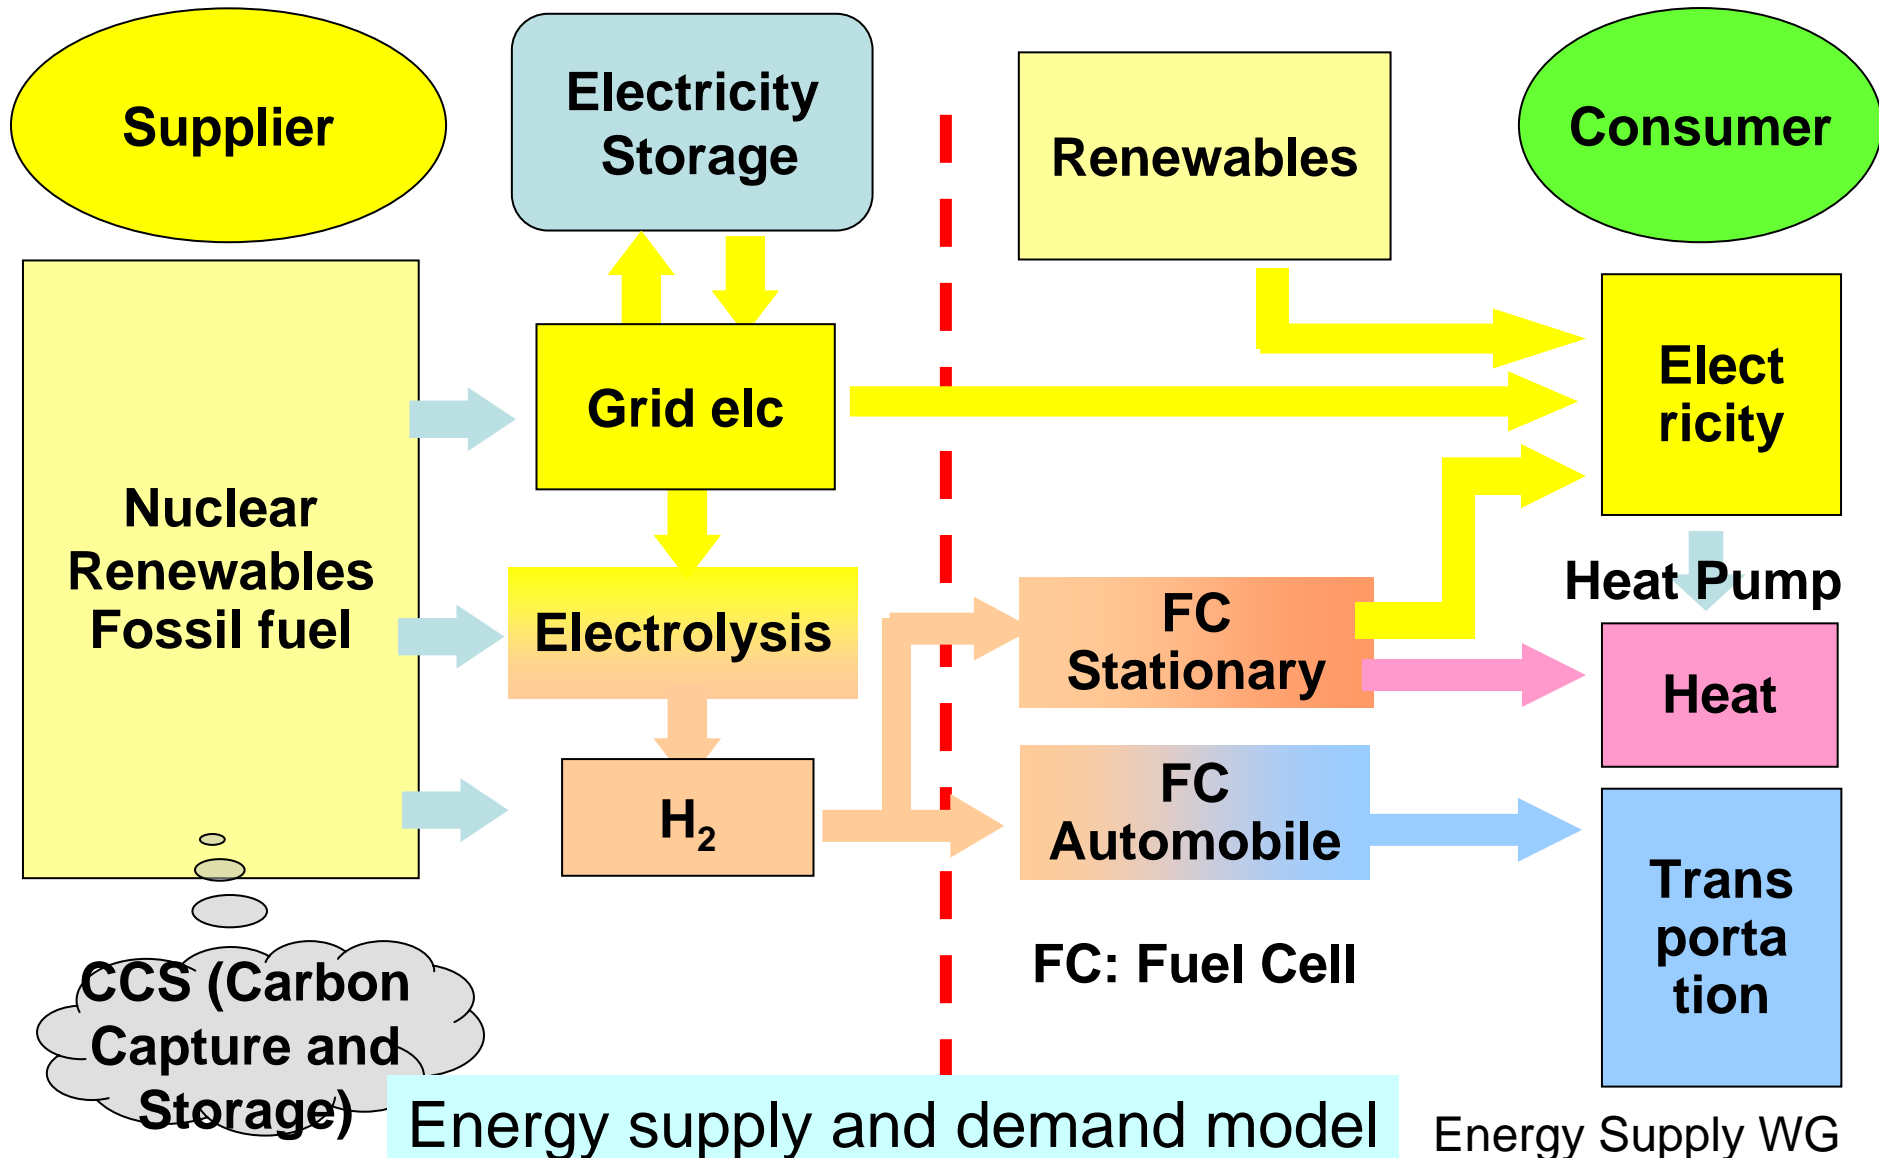 Supplier
Electricity
Storage
Renewables
Consumer
Grid elc
Elect
ricity
Nuclear
Renewables
Fossil fuel
Electrolysis
FC
Stationary
Heat Pump
Heat
H₂
FC
Automobile
Trans
porta
tion
FC: Fuel Cell
CCS (Carbon
Capture and
Storage)
Energy supply and demand model
Energy Supply WG